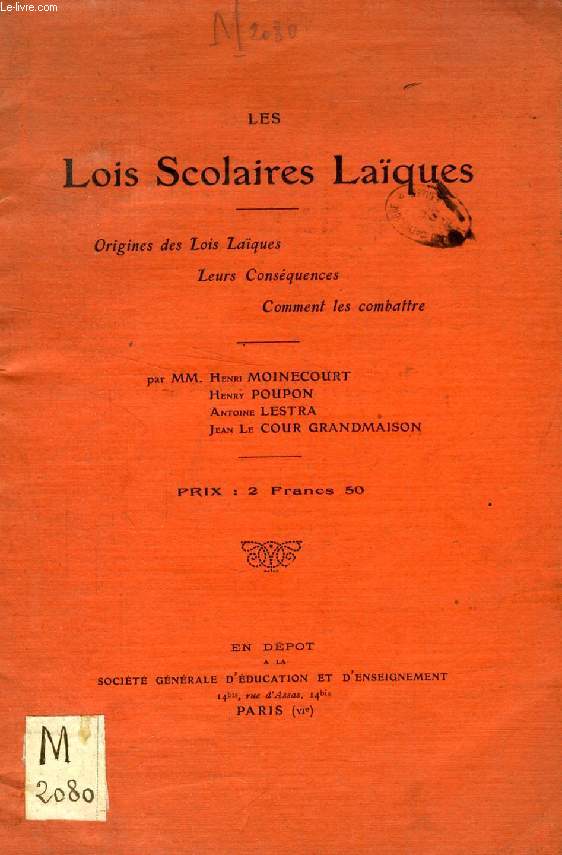 Le-livre.com
M 2080
LES
Lois Scolaires Laïques
Origines des Lois Laïques
Leurs Conséquences
Comment les combattre
par MM. Henri MOINECOURT
Henry POUPON
Antoine LESTRA
Jean Le COUR GRANDMAISON
PRIX : 2 Francs 50
EN DÉPOT
A LA
SOCIÉTÉ GÉNÉRALE D'ÉDUCATION ET D'ENSEIGNEMENT
14bis, rue d'Assas, 14bis
PARIS (VIe)
M
2080